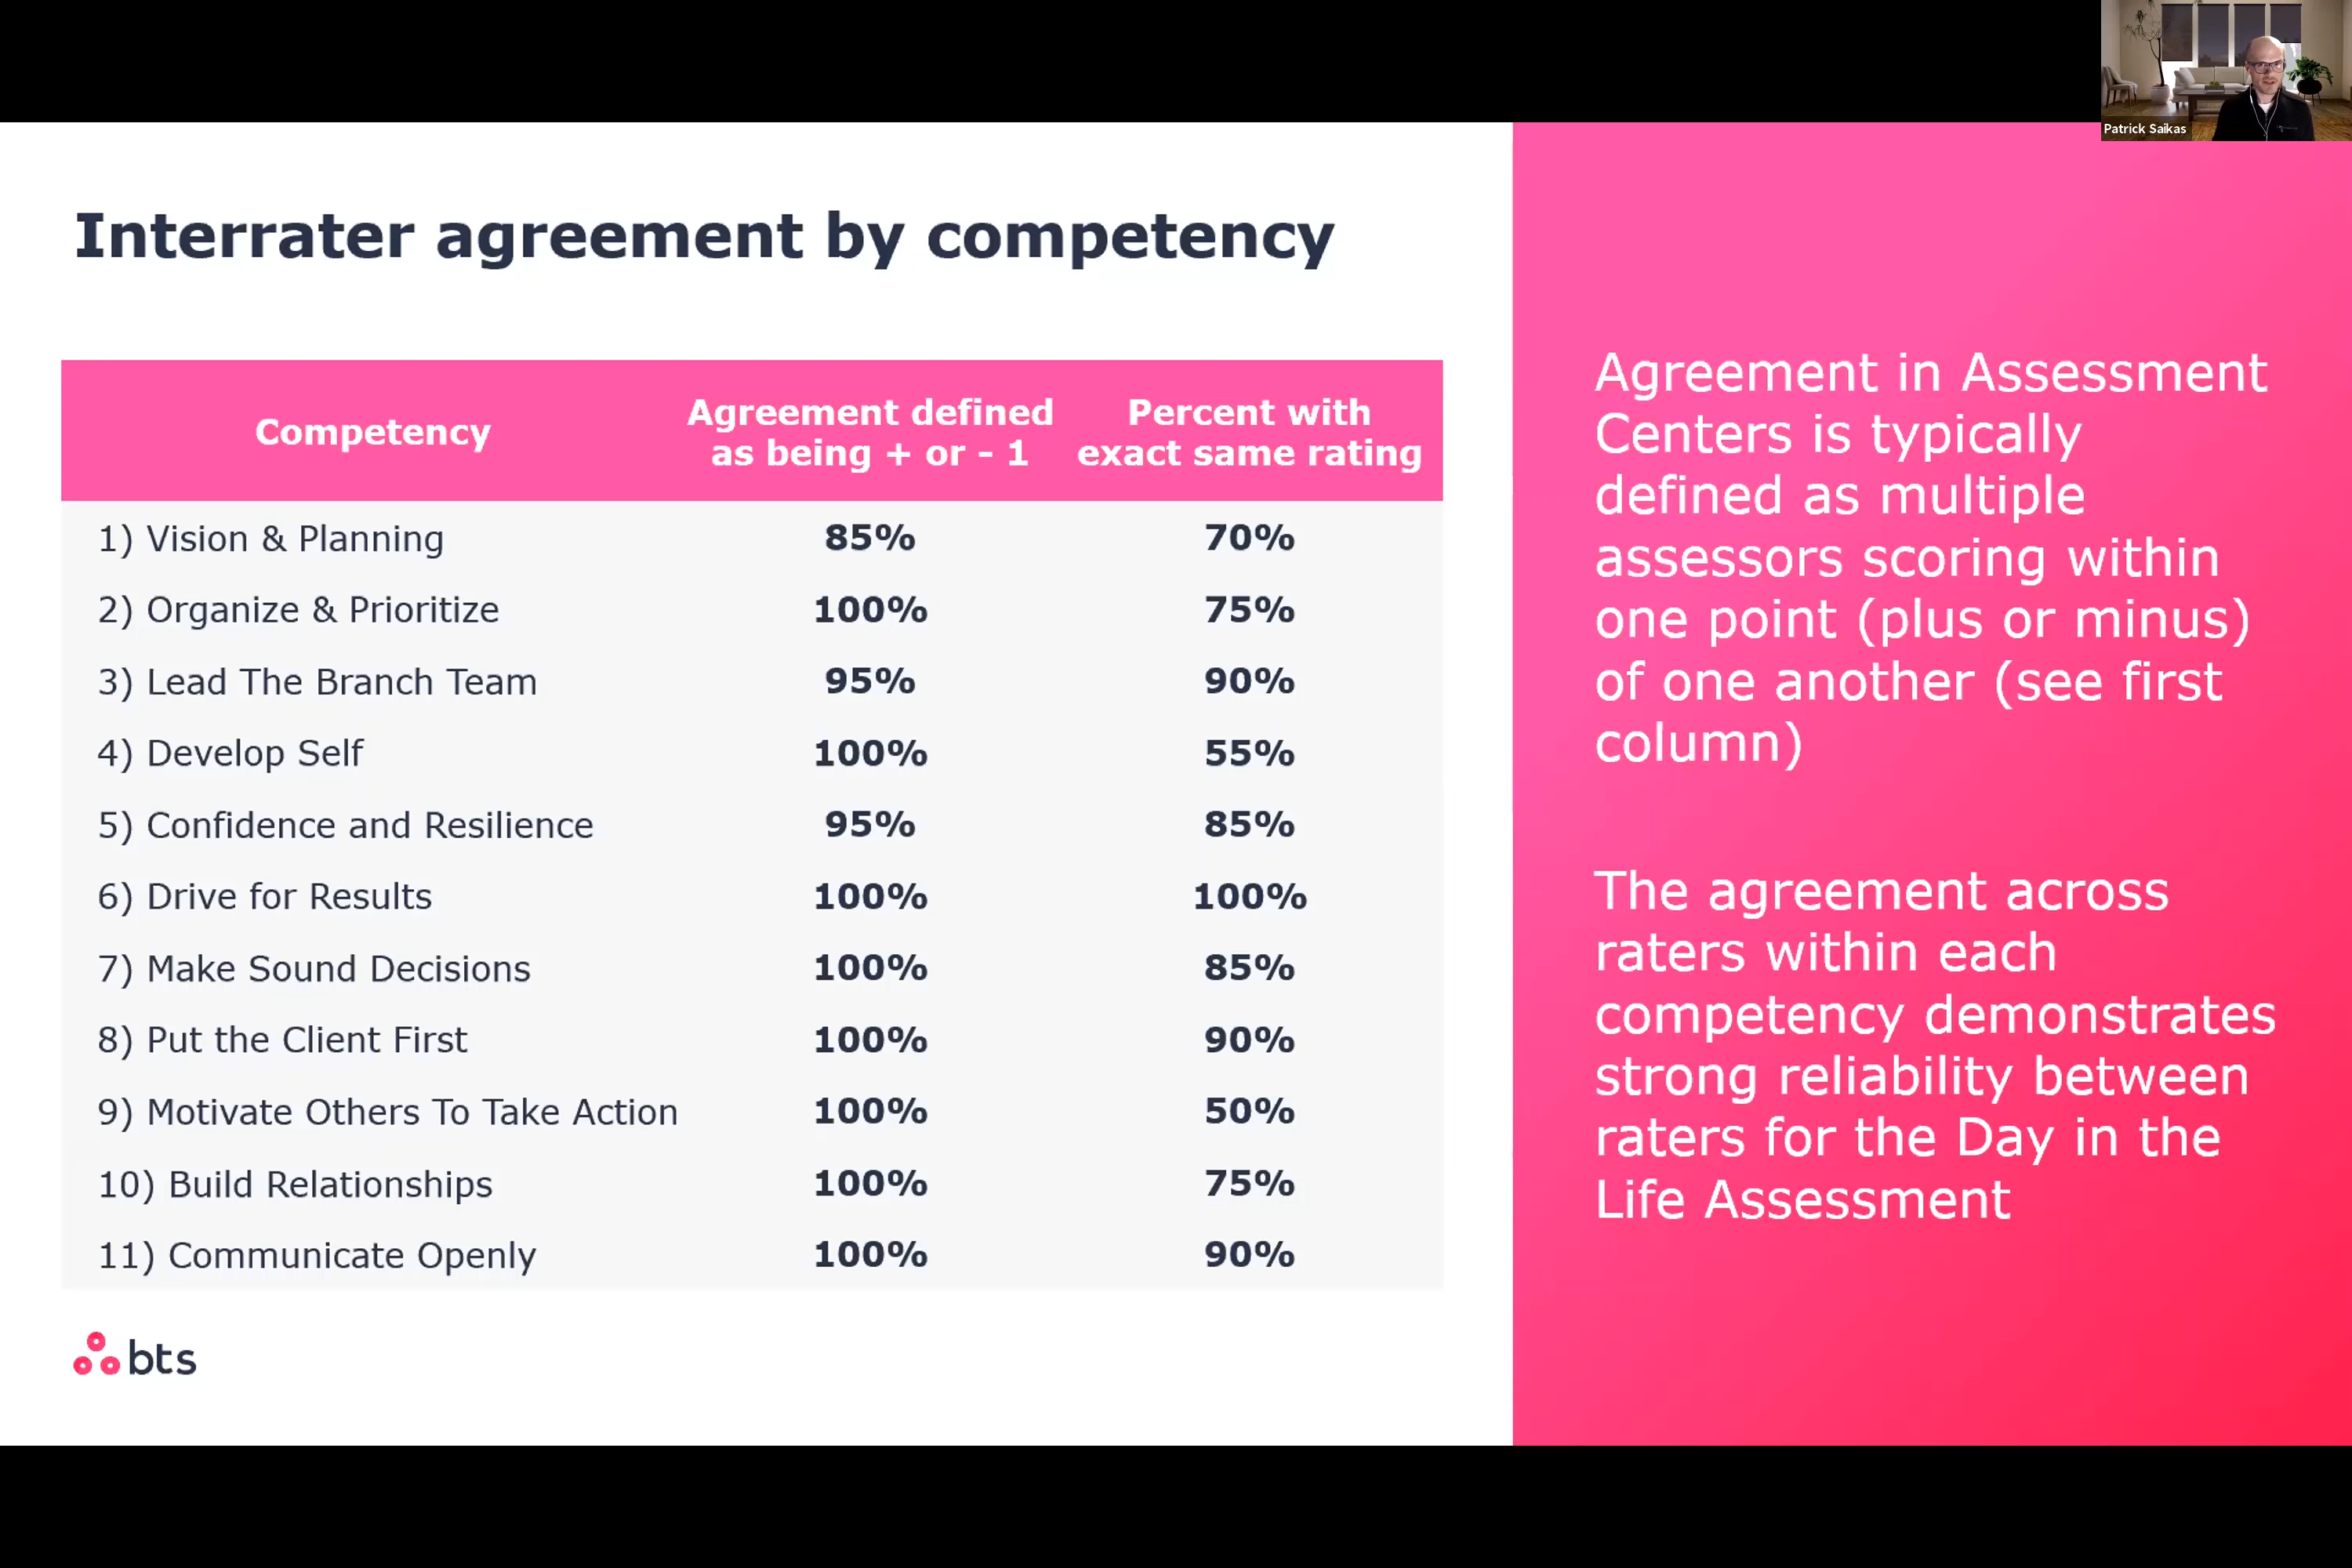 Patrick Saikas
Interrater agreement by competency
Competency
Agreement defined
as being + or - 1
Percent with
exact same rating
1) Vision & Planning 85% 70%
2) Organize & Prioritize 100% 75%
3) Lead The Branch Team 95% 90%
4) Develop Self 100% 55%
5) Confidence and Resilience 95% 85%
6) Drive for Results 100% 100%
7) Make Sound Decisions 100% 85%
8) Put the Client First 100% 90%
9) Motivate Others To Take Action 100% 50%
10) Build Relationships 100% 75%
11) Communicate Openly 100% 90%
bts
Agreement in Assessment
Centers is typically
defined as multiple
assessors scoring within
one point (plus or minus)
of one another (see first
column)
The agreement across
raters within each
competency demonstrates
strong reliability between
raters for the Day in the
Life Assessment